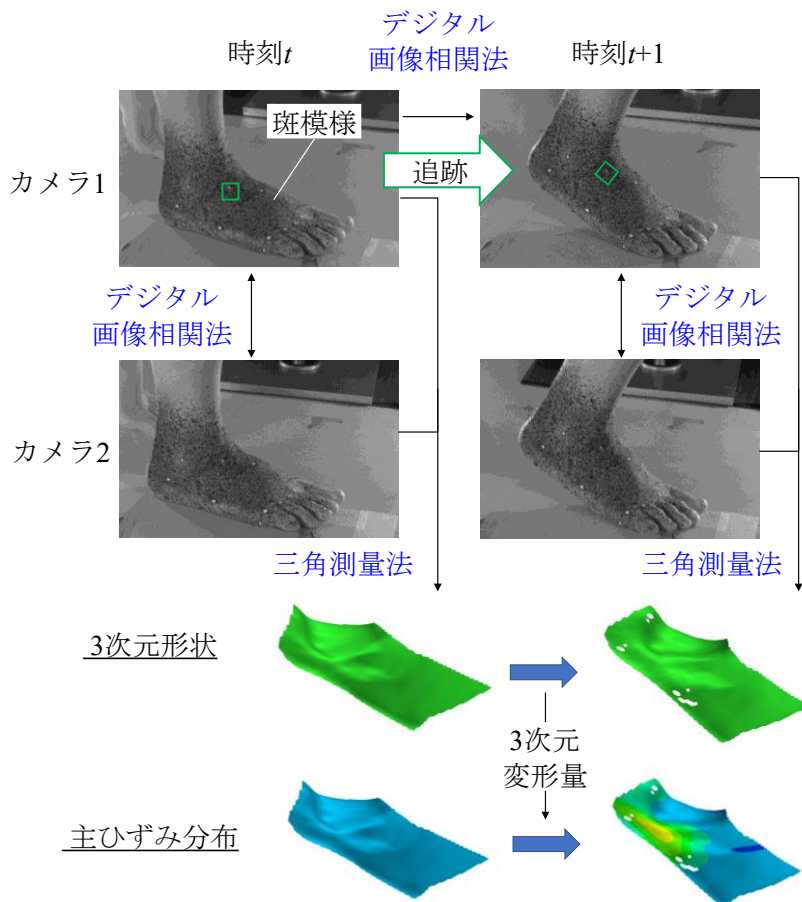 デジタル
画像相関法
時刻t
時刻t+1
斑模様
カメラ1
追跡
デジタル
画像相関法
デジタル
画像相関法
カメラ2
三角測量法
三角測量法
3次元形状
3次元
変形量
主ひずみ分布